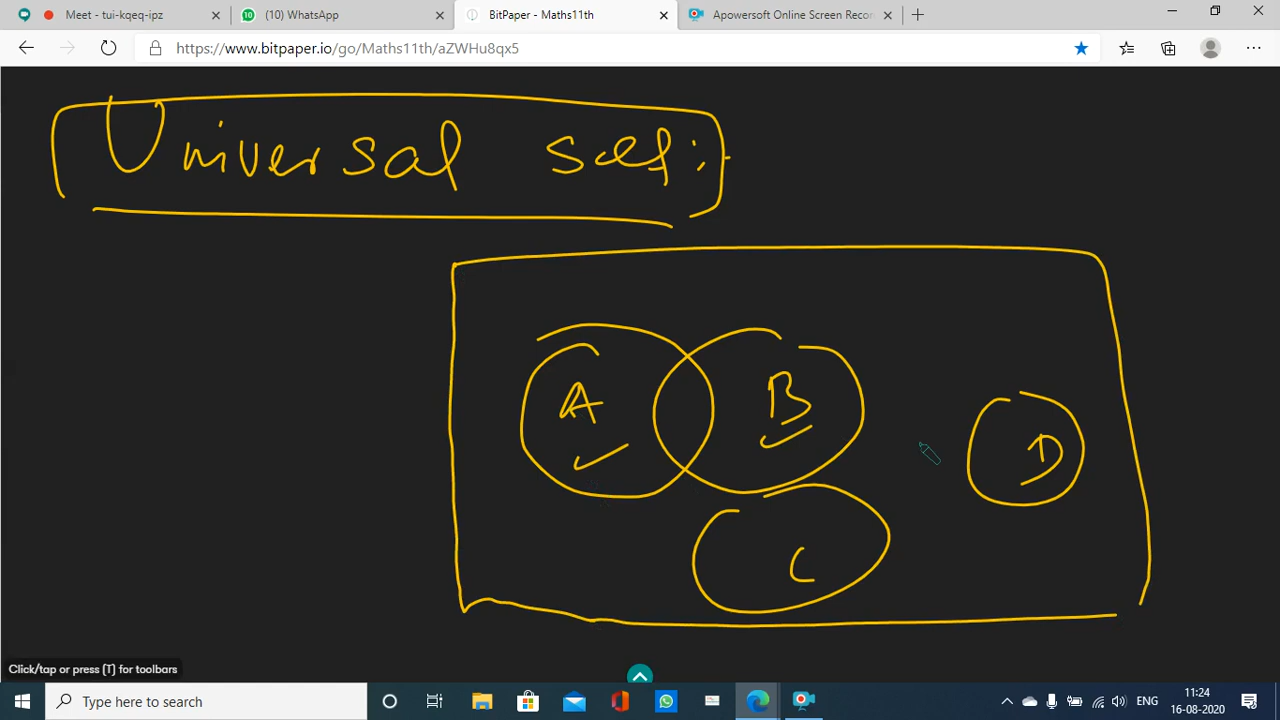 Meet - tui-kqeq-ipz
(10) WhatsApp
BitPaper - Maths11th
Apowersoft Online Screen Recor
https://www.bitpaper.io/go/Maths11th/aZWHu8qx5
Universal set :-
A
B
D
C
Click/tap or press [T] for toolbars
Type here to search
ENG
11:24
16-08-2020